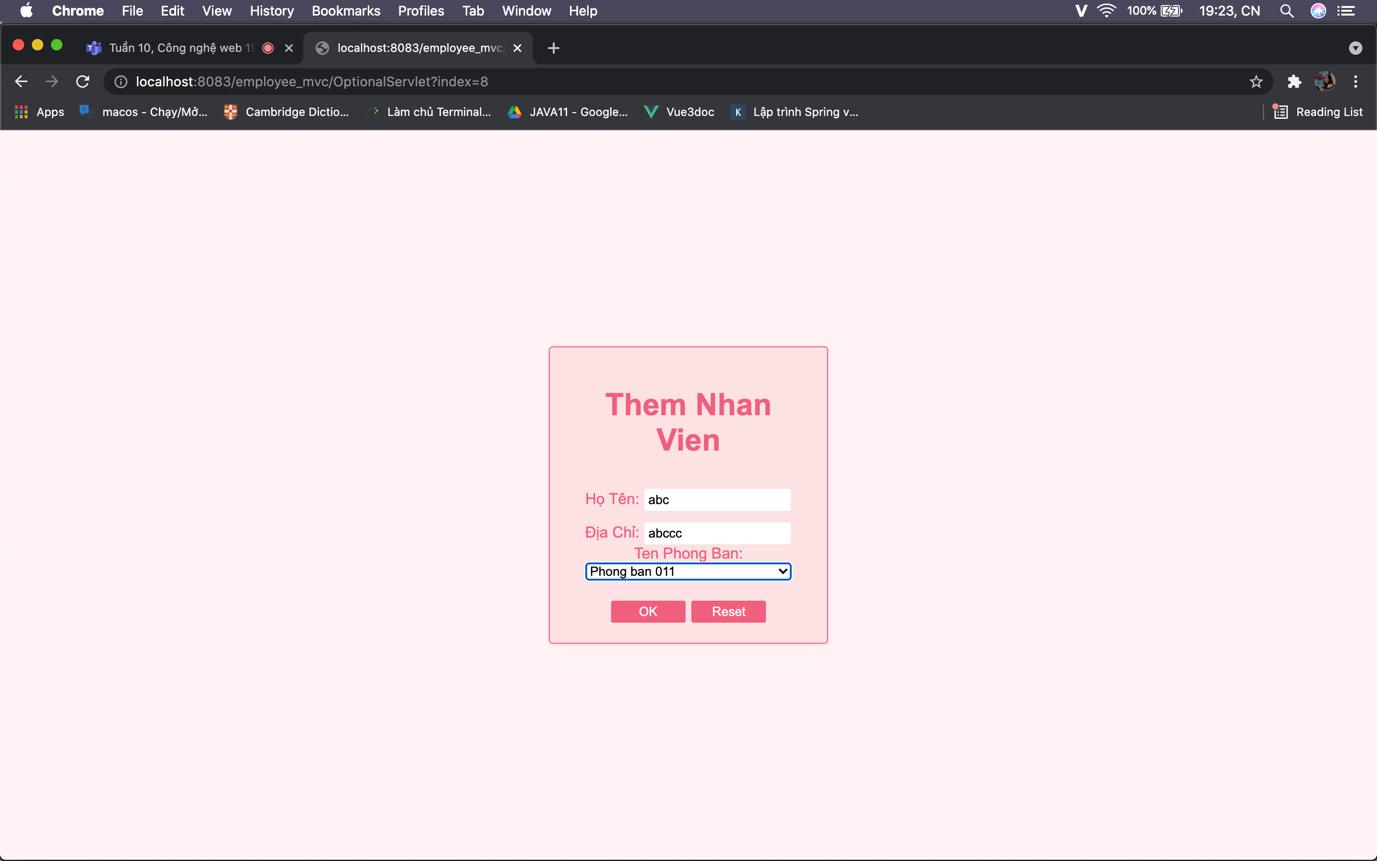 Chrome File Edit View History Bookmarks Profiles Tab Window Help V 100% 19:23, CN
Tuần 10, Công nghệ web 19 localhost:8083/employee_mvc/
localhost:8083/employee_mvc/OptionalServlet?index=8
Apps macos - Chạy/Mở... Cambridge Dictio... Làm chủ Terminal... JAVA11 - Google... Vue3doc K Lập trình Spring v... Reading List
Them Nhan
Vien
Họ Tên: abc
Địa Chỉ: abccc
Ten Phong Ban:
Phong ban 011
OK Reset